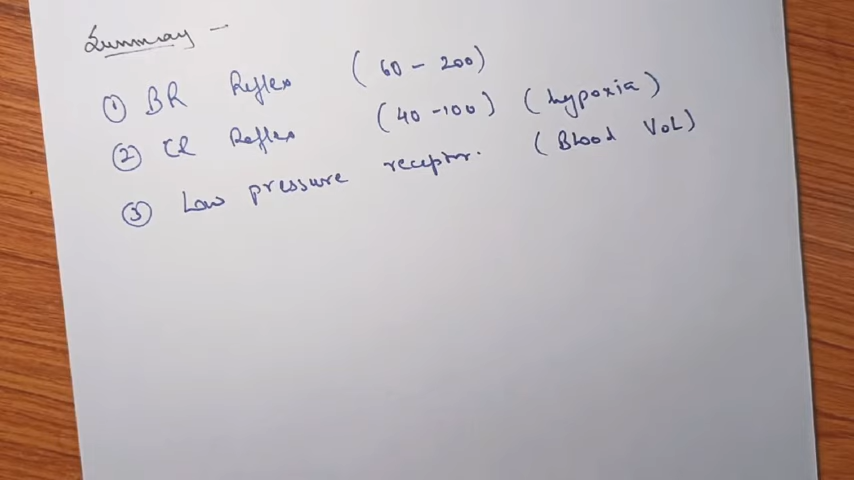 Summary -
① BR Reflex (60 - 200)
② CR Reflex (40 - 100) (hypoxia)
③ Low pressure receptor. (Blood Vol)